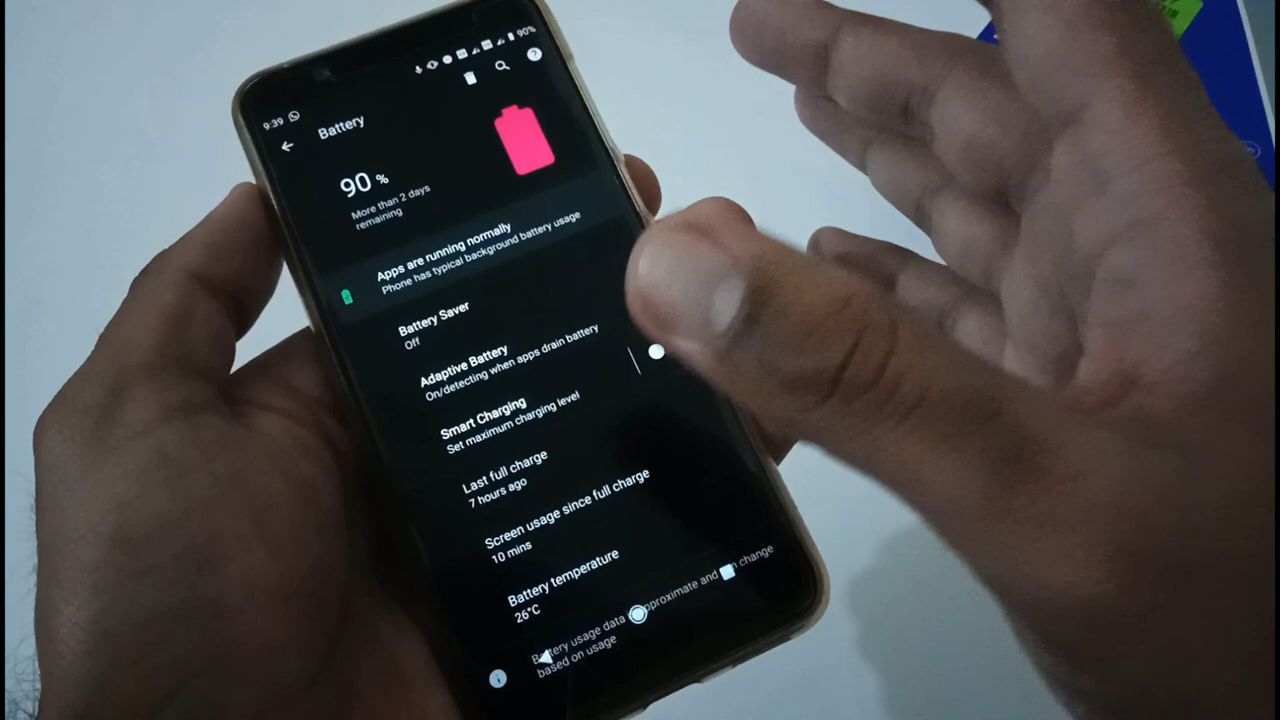 9:39
90%
Battery
90 %
More than 2 days
remaining
Apps are running normally
Phone has typical background battery usage
Battery Saver
Off
Adaptive Battery
On/detecting when apps drain battery
Smart Charging
Set maximum charging level
Last full charge
7 hours ago
Screen usage since full charge
10 mins
Battery temperature
26°C
Battery usage data approximate and change
based on usage